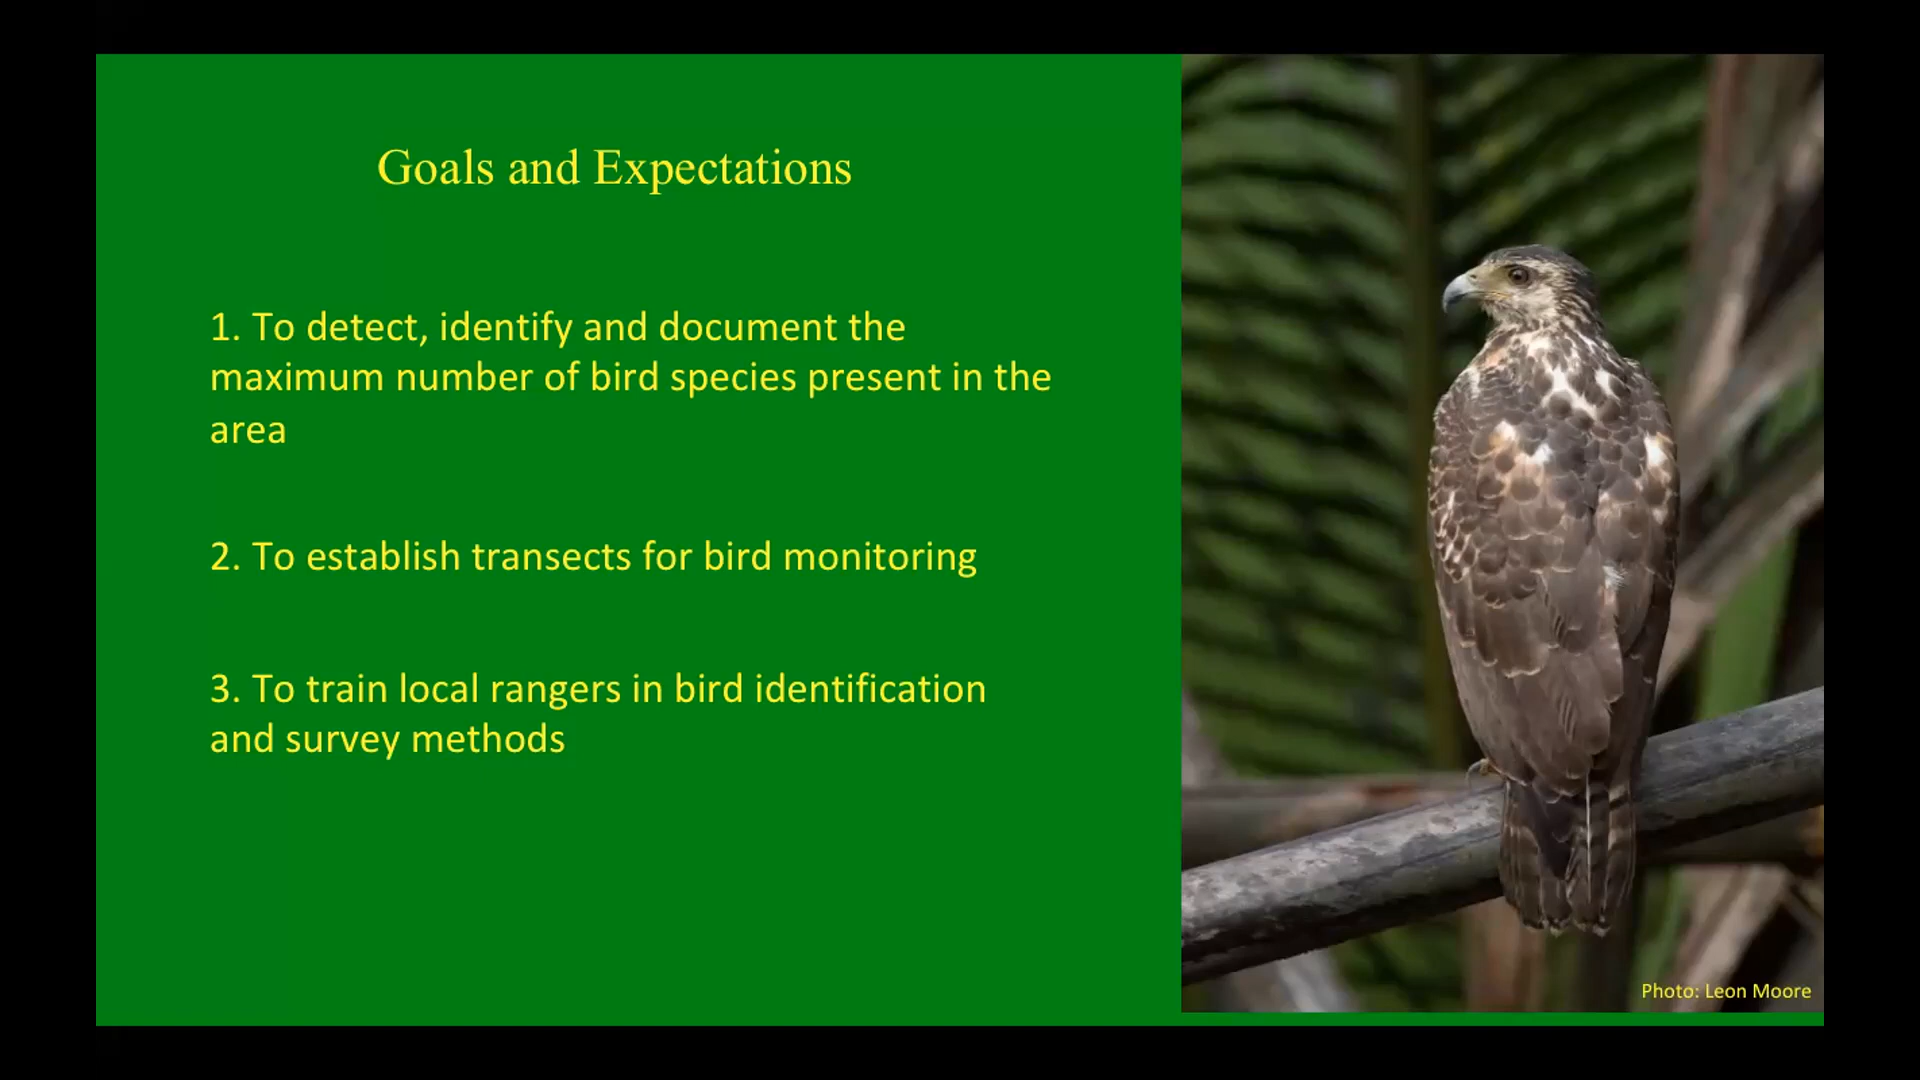 Goals and Expectations
1. To detect, identify and document the
maximum number of bird species present in the
area
2. To establish transects for bird monitoring
3. To train local rangers in bird identification
and survey methods
Photo: Leon Moore